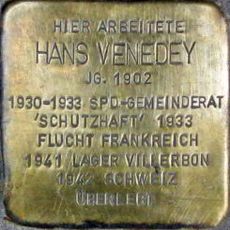 HIER ARBEITETE
HANS VENEDEY
JG. 1902
1930-1933 SPD-GEMEINDERAT
'SCHUTZHAFT' 1933
FLUCHT FRANKREICH
1941 LAGER VILLERBON
1942 SCHWEIZ
ÜBERLEBT